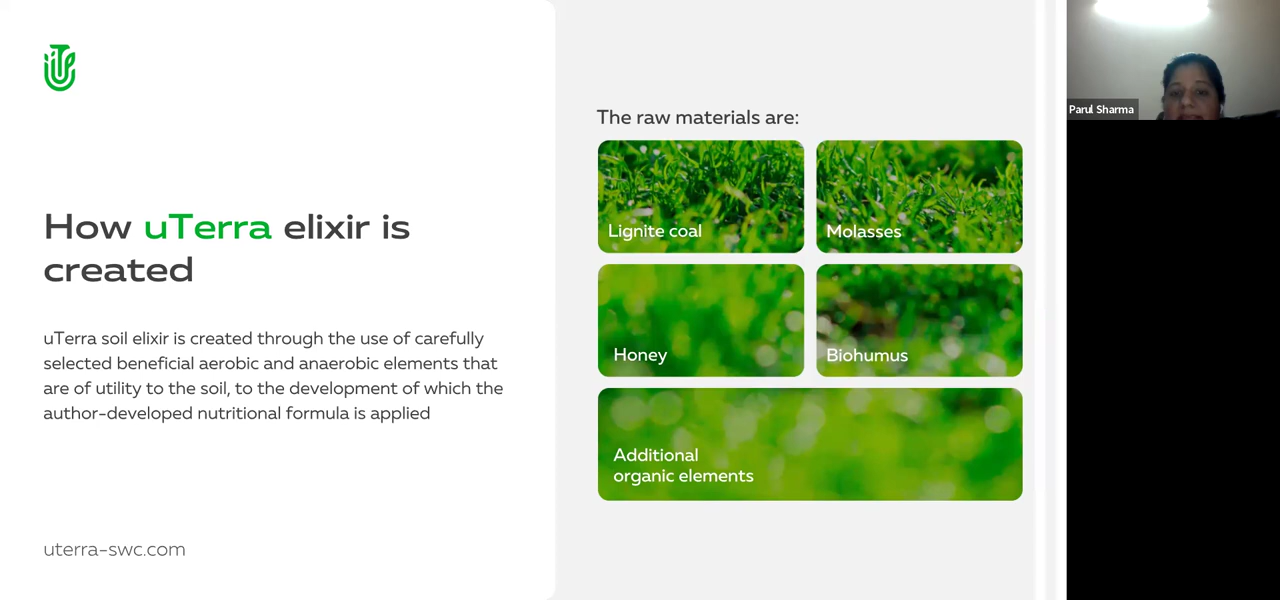 How uTerra elixir is
created
uTerra soil elixir is created through the use of carefully
selected beneficial aerobic and anaerobic elements that
are of utility to the soil, to the development of which the
author-developed nutritional formula is applied
uterra-swc.com
The raw materials are:
Lignite coal
Molasses
Honey
Biohumus
Additional
organic elements
Parul Sharma